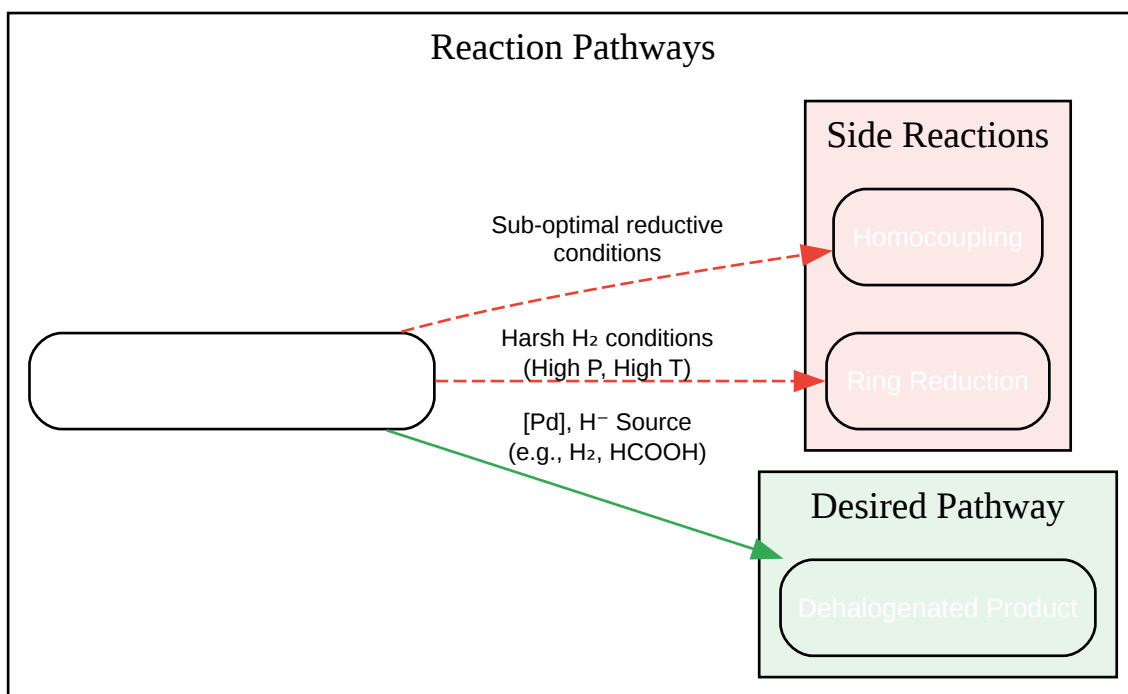 Reaction Pathways
Side Reactions
Homocoupling
Sub-optimal reductive
conditions
Harsh H₂ conditions
(High P, High T)
Ring Reduction
[Pd], H⁻ Source
(e.g., H₂, HCOOH)
Desired Pathway
Dehalogenated Product